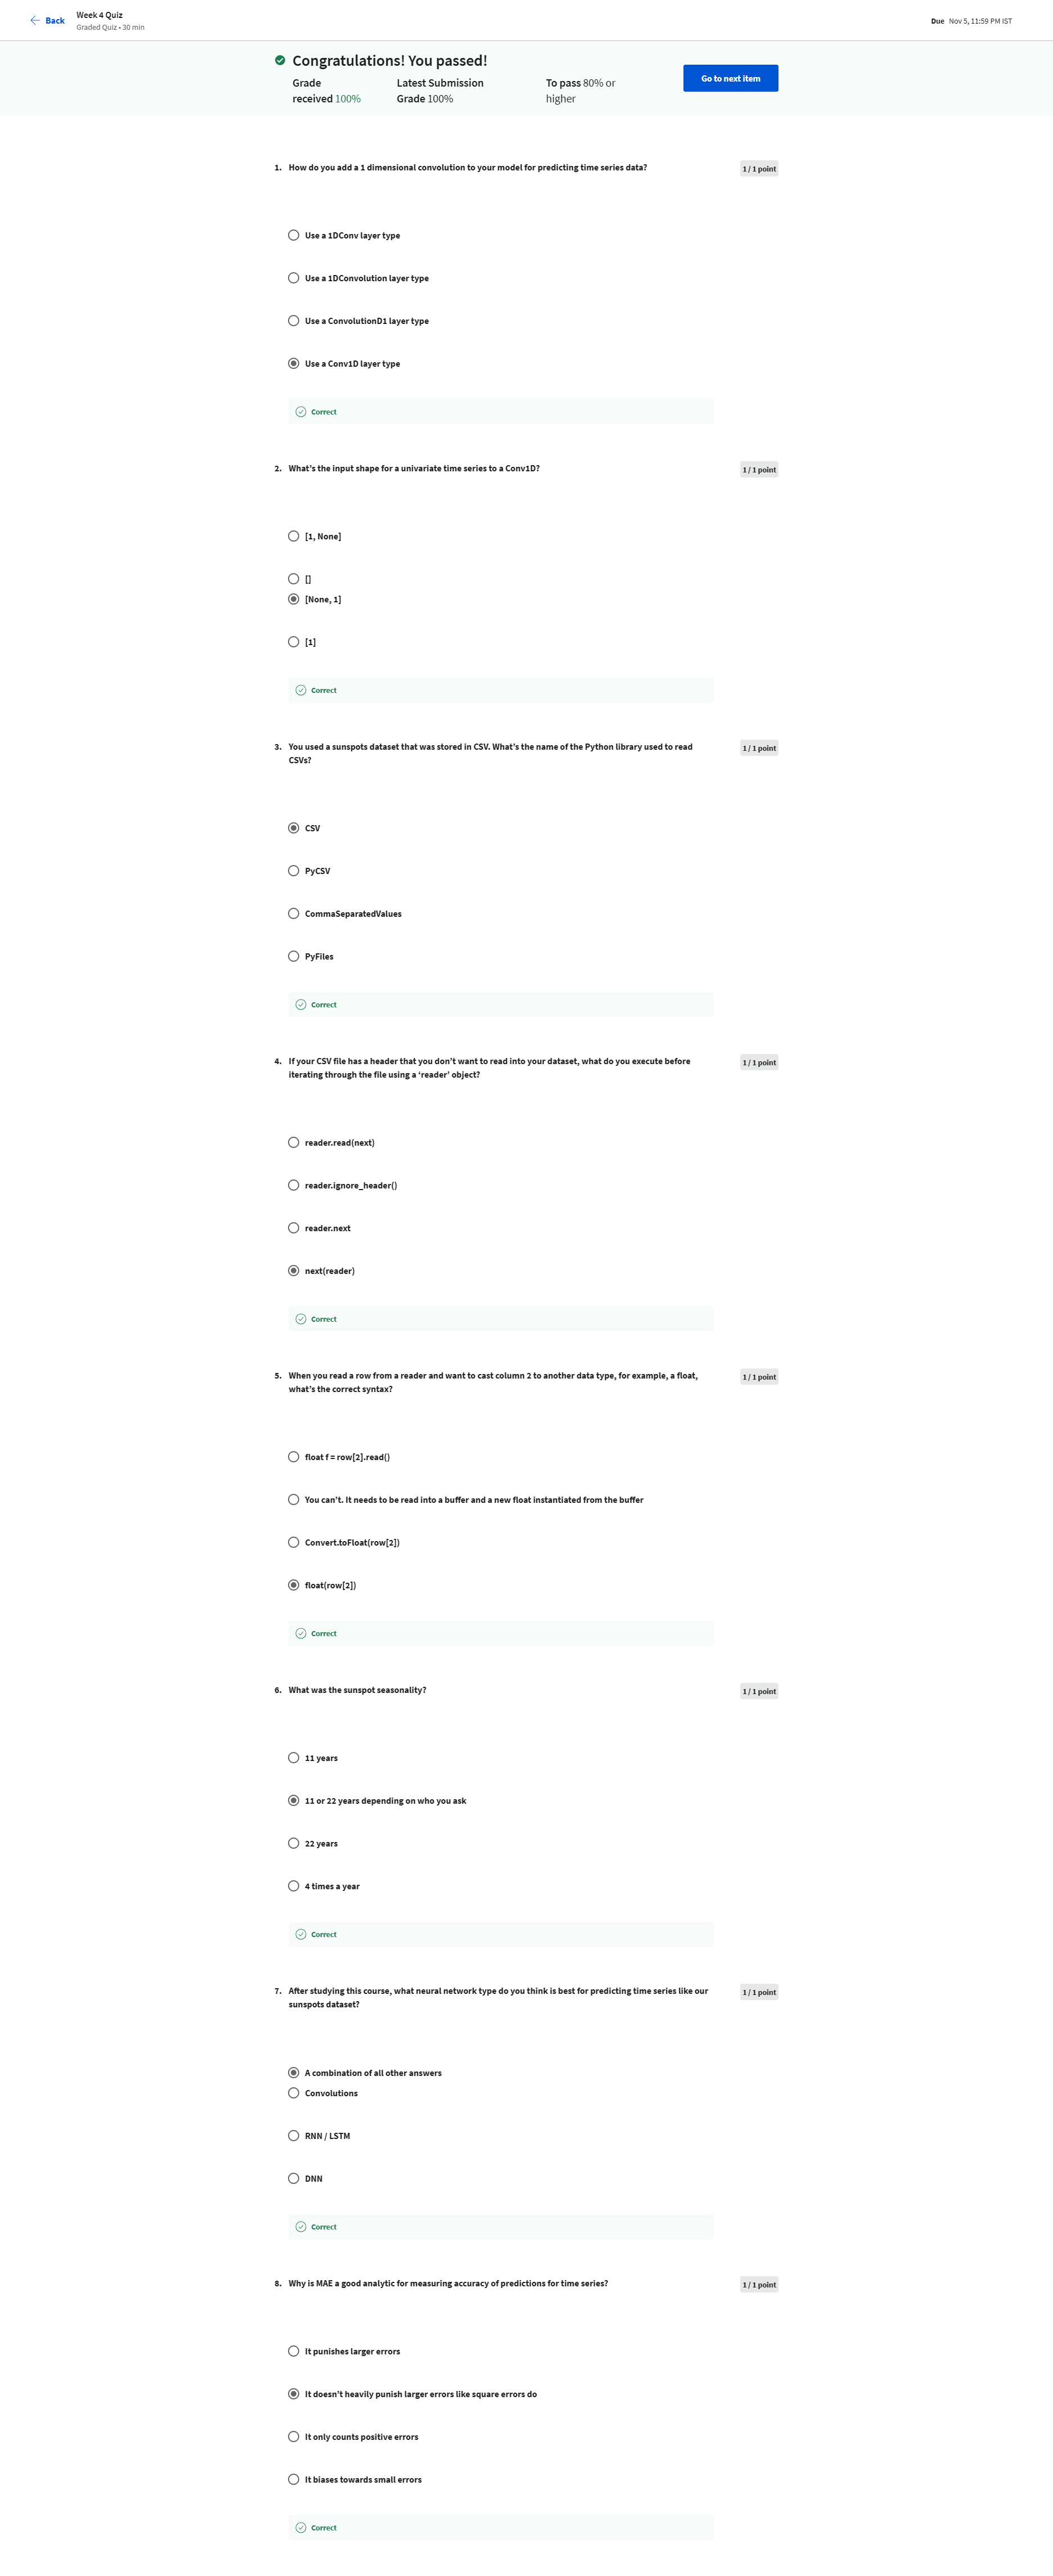 Back
Week 4 Quiz
Graded Quiz • 30 min
Due Nov 5, 11:59 PM IST
Congratulations! You passed!
Grade received 100%
Latest Submission Grade 100%
To pass 80% or higher
Go to next item
1. How do you add a 1 dimensional convolution to your model for predicting time series data?
1 / 1 point
Use a 1DConv layer type
Use a 1DConvolution layer type
Use a ConvolutionD1 layer type
Use a Conv1D layer type
Correct
2. What’s the input shape for a univariate time series to a Conv1D?
1 / 1 point
[1, None]
[]
[None, 1]
[1]
Correct
3. You used a sunspots dataset that was stored in CSV. What’s the name of the Python library used to read
CSVs?
1 / 1 point
CSV
PyCSV
CommaSeparatedValues
PyFiles
Correct
4. If your CSV file has a header that you don’t want to read into your dataset, what do you execute before
iterating through the file using a ‘reader’ object?
1 / 1 point
reader.read(next)
reader.ignore_header()
reader.next
next(reader)
Correct
5. When you read a row from a reader and want to cast column 2 to another data type, for example, a float,
what’s the correct syntax?
1 / 1 point
float f = row[2].read()
You can’t. It needs to be read into a buffer and a new float instantiated from the buffer
Convert.toFloat(row[2])
float(row[2])
Correct
6. What was the sunspot seasonality?
1 / 1 point
11 years
11 or 22 years depending on who you ask
22 years
4 times a year
Correct
7. After studying this course, what neural network type do you think is best for predicting time series like our
sunspots dataset?
1 / 1 point
A combination of all other answers
Convolutions
RNN / LSTM
DNN
Correct
8. Why is MAE a good analytic for measuring accuracy of predictions for time series?
1 / 1 point
It punishes larger errors
It doesn’t heavily punish larger errors like square errors do
It only counts positive errors
It biases towards small errors
Correct